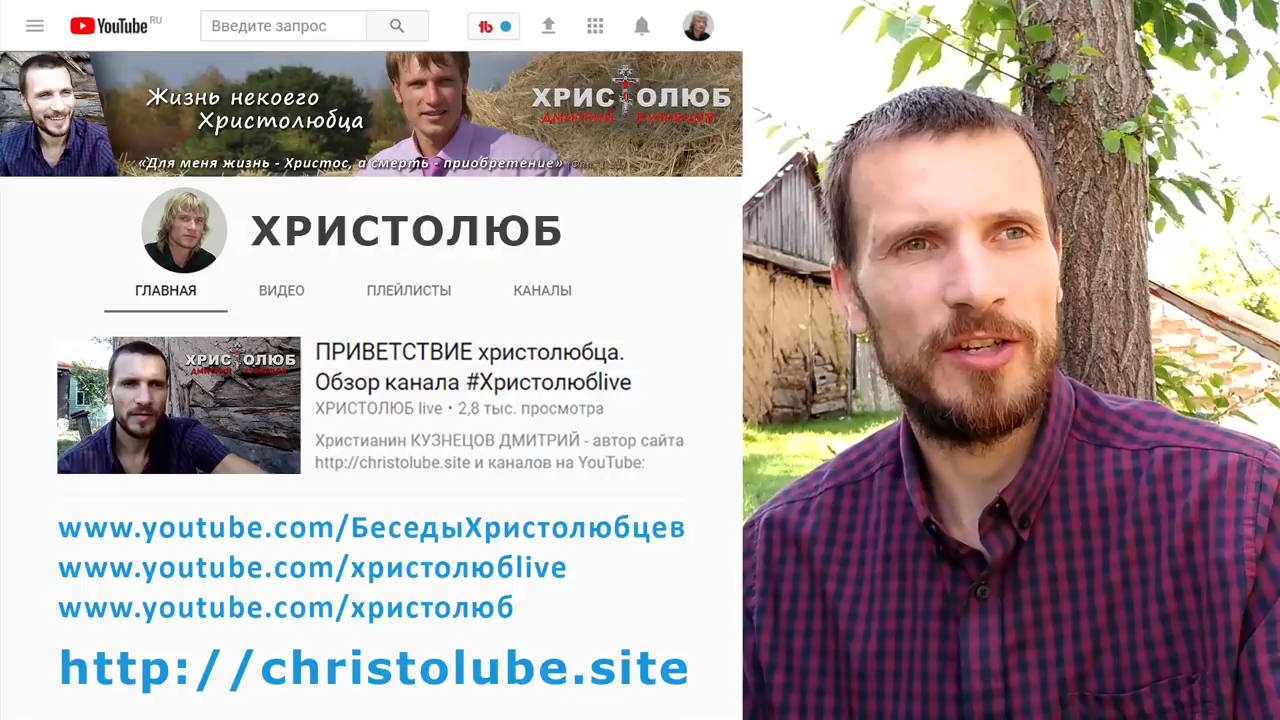 YouTube RU
Введите запрос
Жизнь некоего
Христолюбца
ХРИСТОЛЮБ
ДМИТРИЙ КУЗНЕЦОВ
«Для меня жизнь - Христос, а смерть - приобретение»
ХРИСТОЛЮБ
ГЛАВНАЯ ВИДЕО ПЛЕЙЛИСТЫ КАНАЛЫ
ХРИСТОЛЮБ
ДМИТРИЙ КУЗНЕЦОВ
ПРИВЕТСТВИЕ христолюбца.
Обзор канала #Христолюбlive
ХРИСТОЛЮБ live • 2,8 тыс. просмотра
Христианин КУЗНЕЦОВ ДМИТРИЙ - автор сайта
http://christolube.site и каналов на YouTube:
www.youtube.com/БеседыХристолюбцев
www.youtube.com/христолюбlive
www.youtube.com/христолюб
http://christolube.site